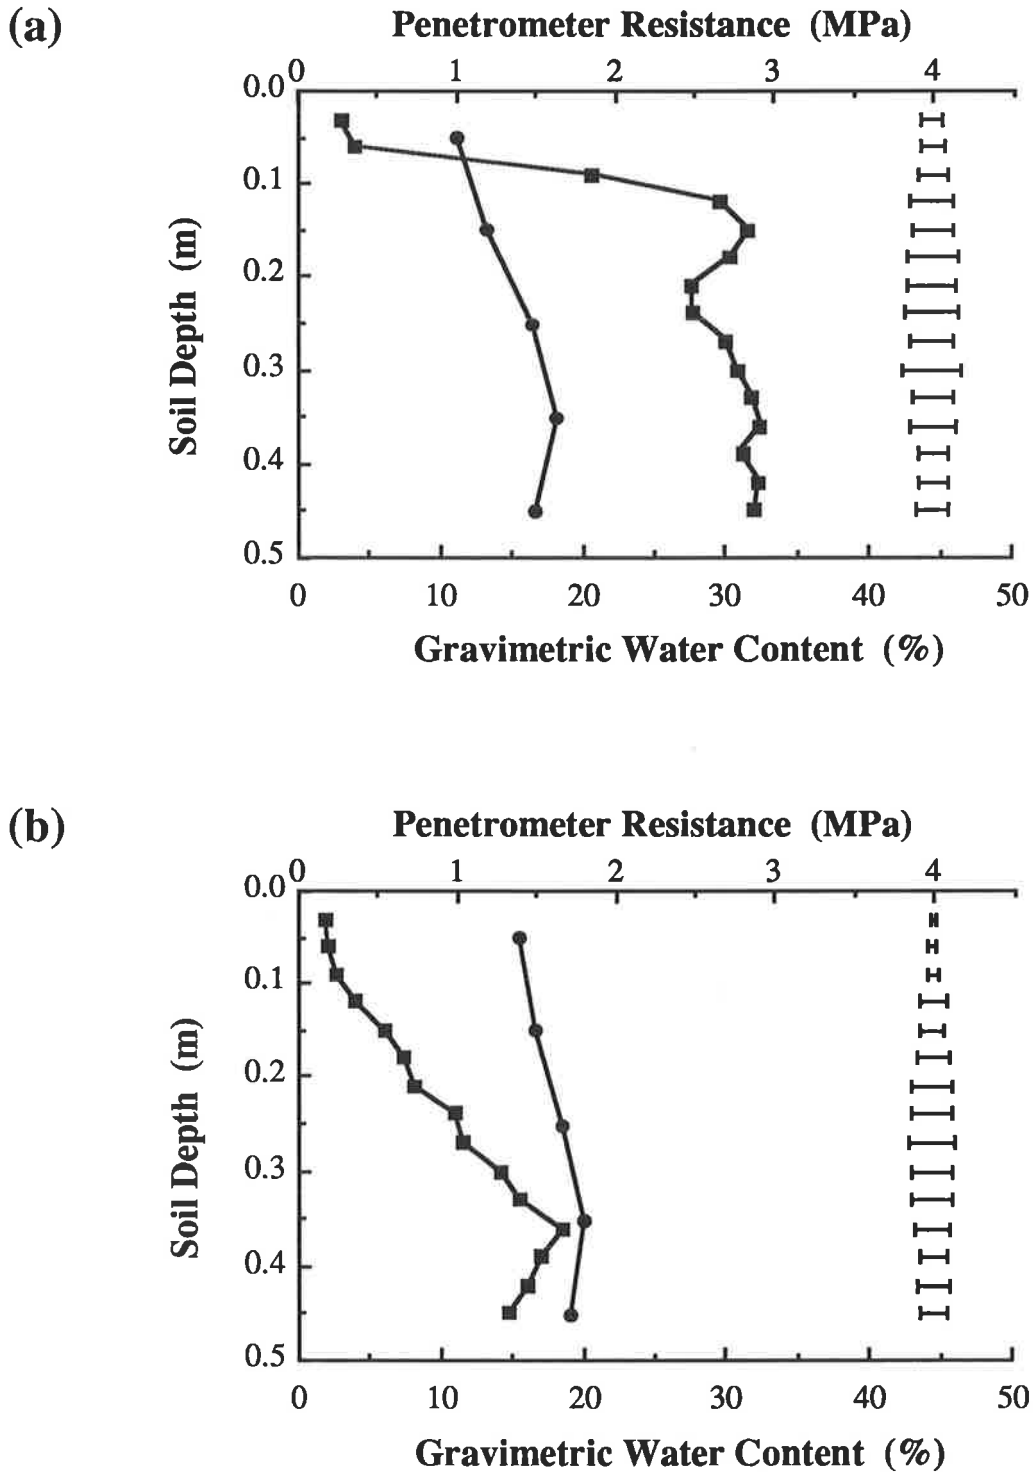 (a)
Penetrometer Resistance (MPa)
0 1 2 3 4
0.0
0.1
0.2
0.3
0.4
0.5
Soil Depth (m)
0 10 20 30 40 50
Gravimetric Water Content (%)
(b)
Penetrometer Resistance (MPa)
0 1 2 3 4
0.0
0.1
0.2
0.3
0.4
0.5
Soil Depth (m)
0 10 20 30 40 50
Gravimetric Water Content (%)